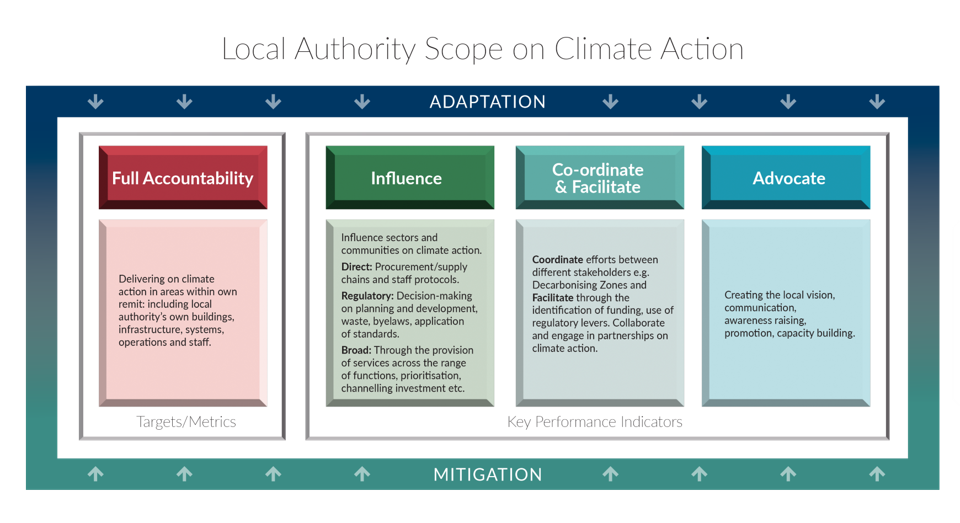 Local Authority Scope on Climate Action
ADAPTATION
Full Accountability
Delivering on climate
action in areas within own
remit: including local
authority's own buildings,
infrastructure, systems,
operations and staff.
Targets/Metrics
Influence
Influence sectors and
communities on climate action.
Direct: Procurement/supply
chains and staff protocols.
Regulatory: Decision-making
on planning and development,
waste, byelaws, application
of standards.
Broad: Through the provision
of services across the range
of functions, prioritisation,
channelling investment etc.
Co-ordinate
& Facilitate
Coordinate efforts between
different stakeholders e.g.
Decarbonising Zones and
Facilitate through the
identification of funding, use of
regulatory levers. Collaborate
and engage in partnerships on
climate action.
Advocate
Creating the local vision,
communication,
awareness raising,
promotion, capacity building.
Key Performance Indicators
MITIGATION